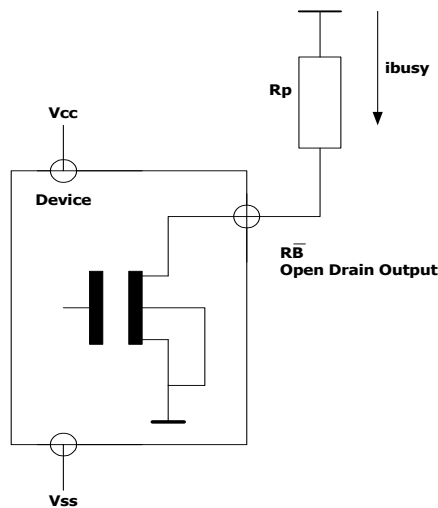 Rp
ibusy
Vcc
Device
RB̅
Open Drain Output
Vss